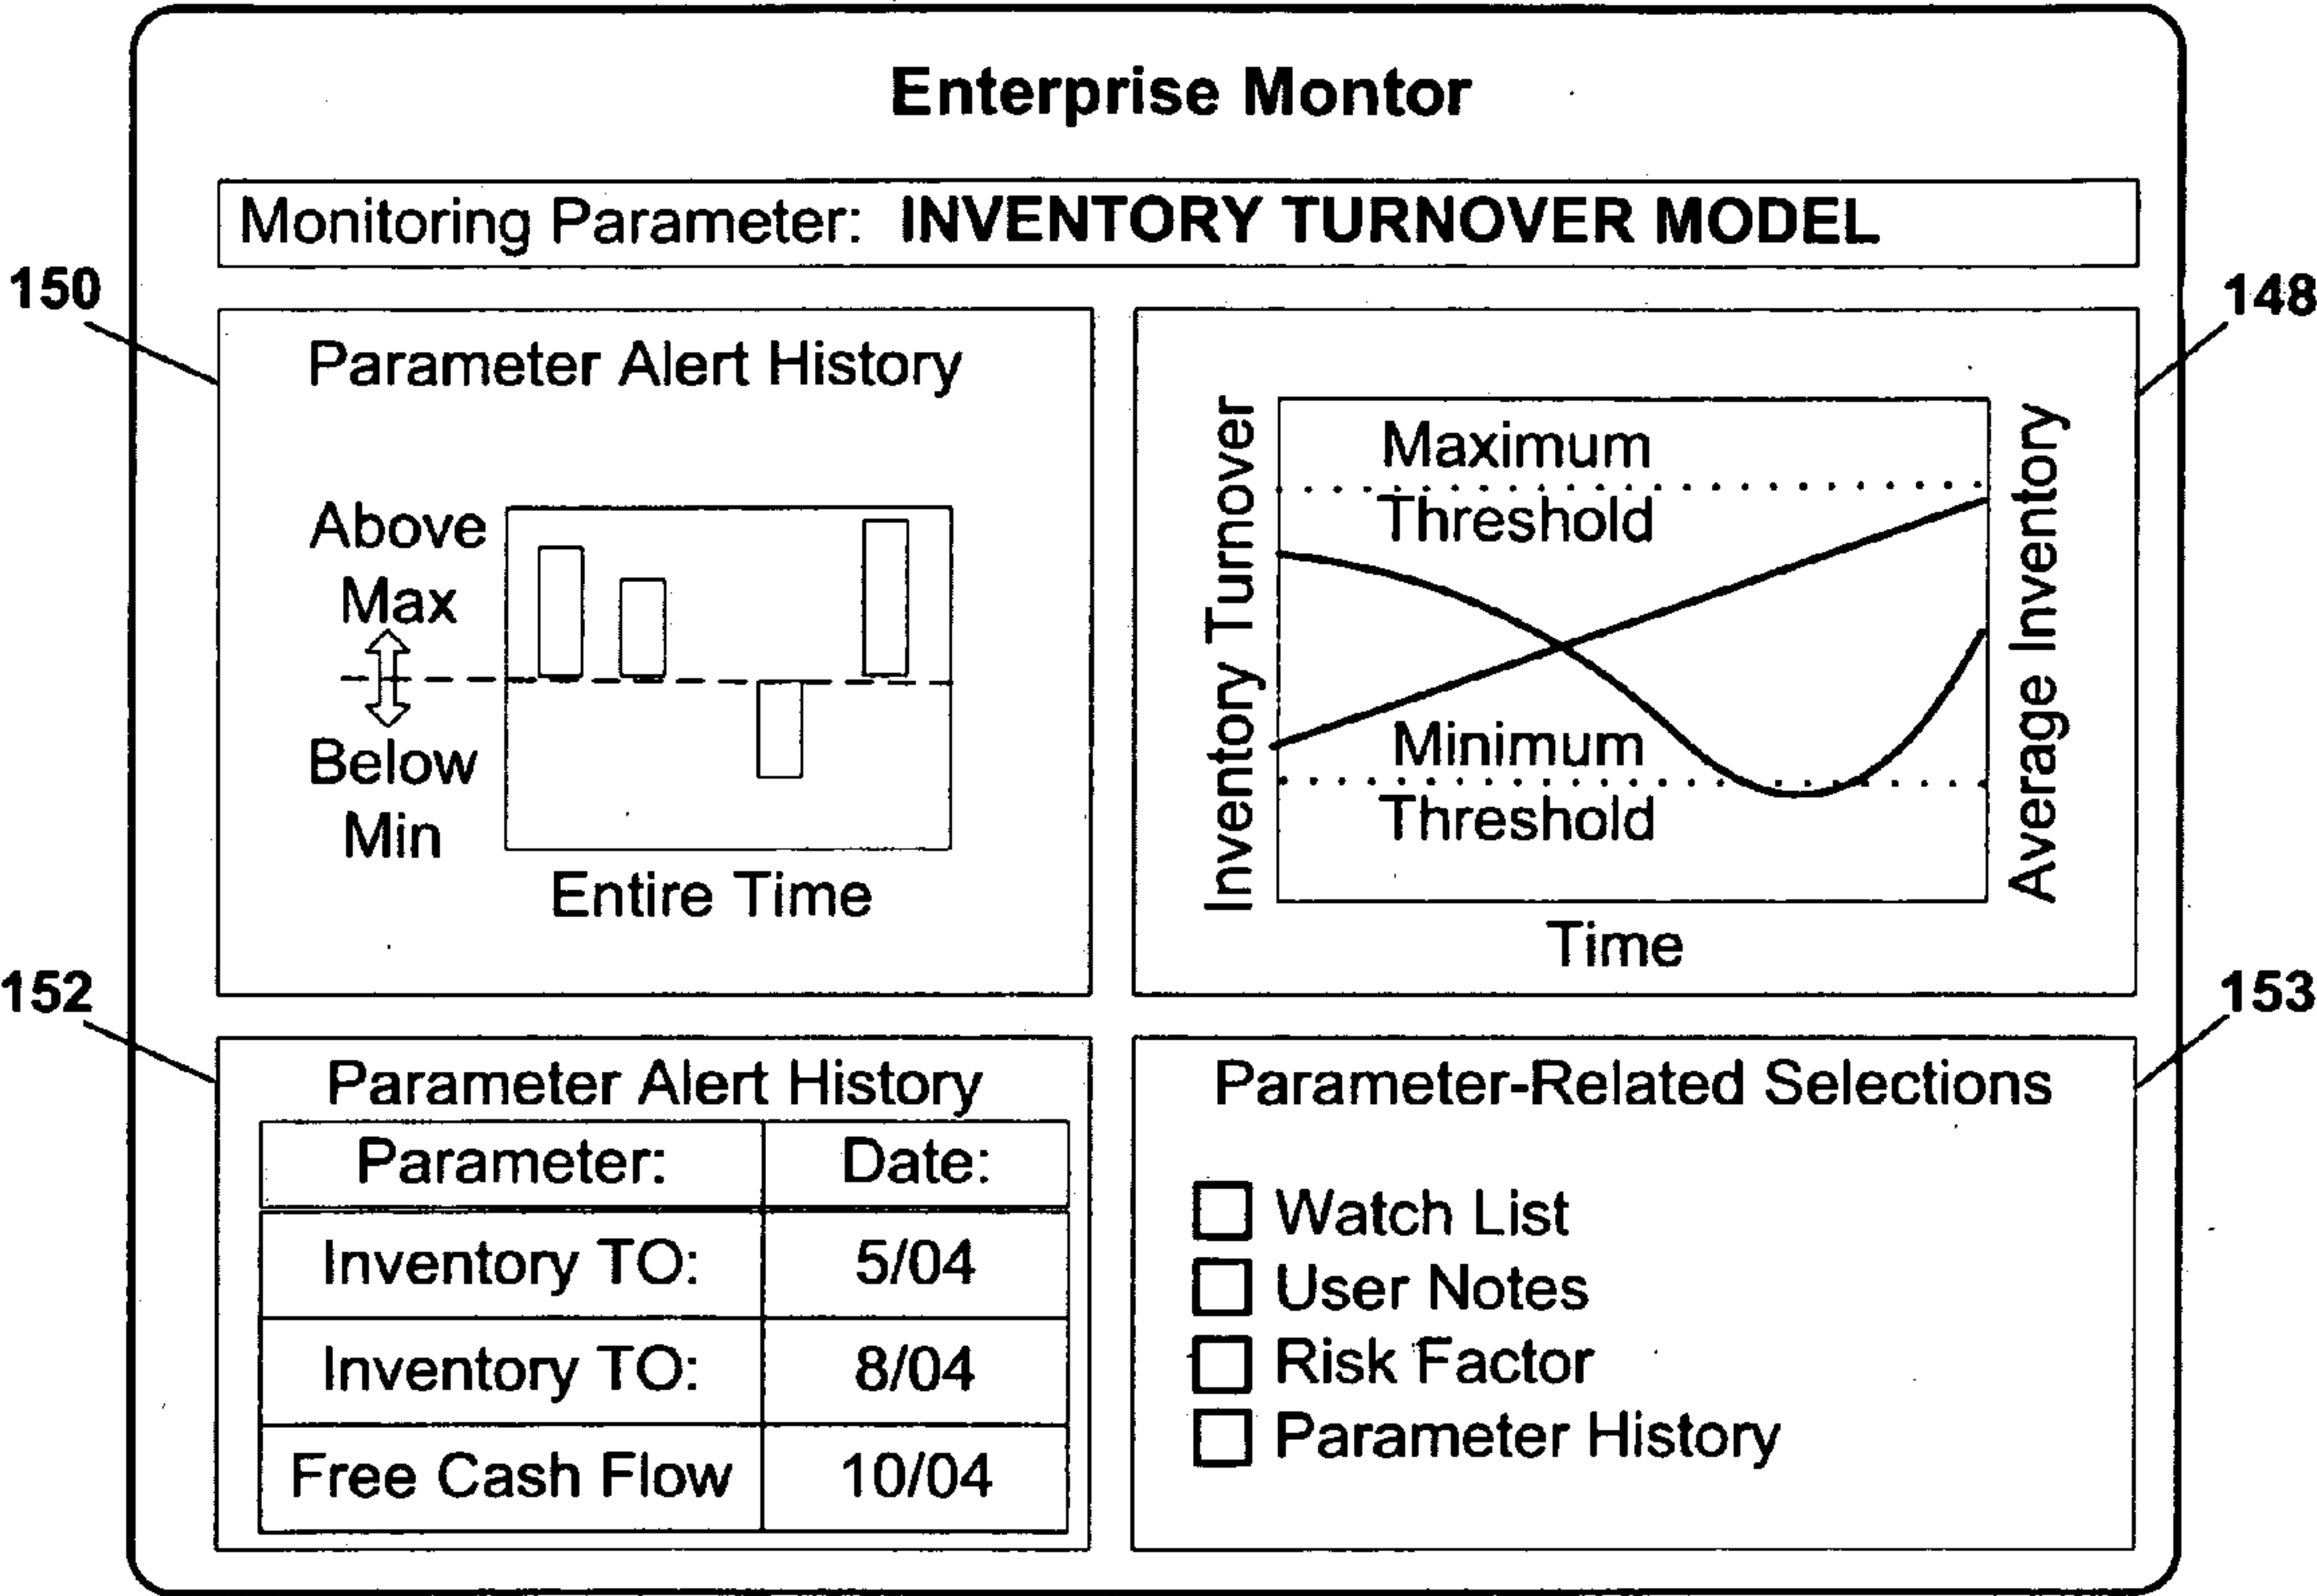 Enterprise Montor
Monitoring Parameter: INVENTORY TURNOVER MODEL
150
148
Parameter Alert History
Above
Max
Below
Min
Entire Time
Inventory Turnover
Maximum
Threshold
Minimum
Threshold
Average Inventory
Time
152
153
Parameter Alert History
Parameter: Date:
Inventory TO: 5/04
Inventory TO: 8/04
Free Cash Flow 10/04
Parameter-Related Selections
Watch List
User Notes
Risk Factor
Parameter History